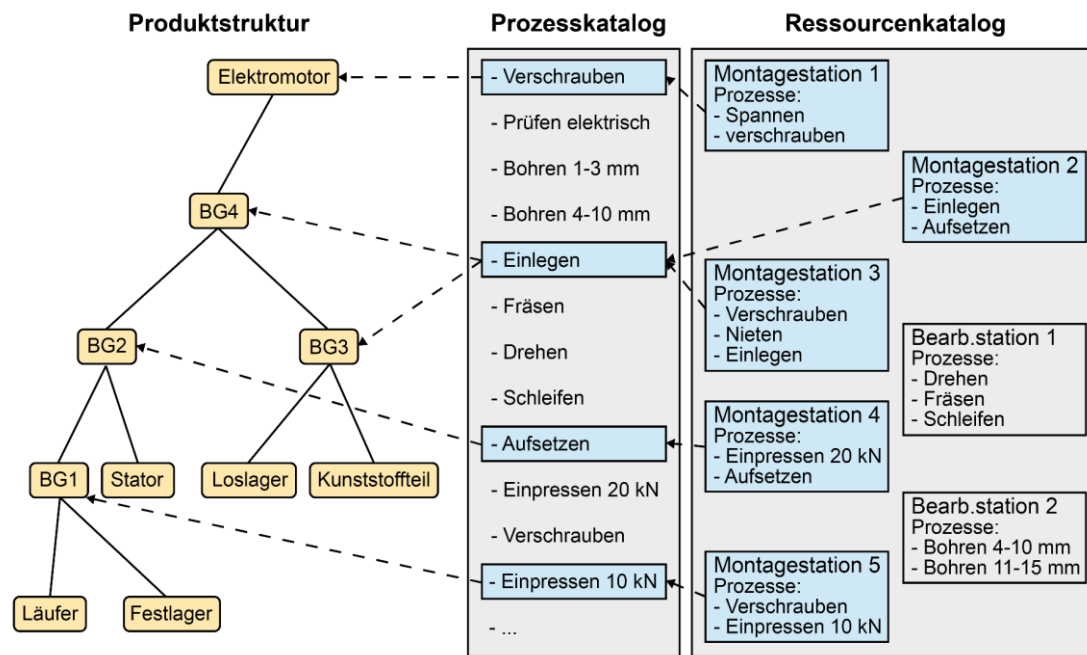 Produktstruktur
Elektromotor
BG4
BG2
BG3
BG1
Stator
Loslager
Kunststoffteil
Läufer
Festlager
Prozesskatalog
- Verschrauben
- Prüfen elektrisch
- Bohren 1-3 mm
- Bohren 4-10 mm
- Einlegen
- Fräsen
- Drehen
- Schleifen
- Aufsetzen
- Einpressen 20 kN
- Verschrauben
- Einpressen 10 kN
- ...
Ressourcenkatalog
Montagestation 1
Prozesse:
- Spannen
- verschrauben
Montagestation 2
Prozesse:
- Einlegen
- Aufsetzen
Montagestation 3
Prozesse:
- Verschrauben
- Nieten
- Einlegen
Bearb.station 1
Prozesse:
- Drehen
- Fräsen
- Schleifen
Montagestation 4
Prozesse:
- Einpressen 20 kN
- Aufsetzen
Bearb.station 2
Prozesse:
- Bohren 4-10 mm
- Bohren 11-15 mm
Montagestation 5
Prozesse:
- Verschrauben
- Einpressen 10 kN